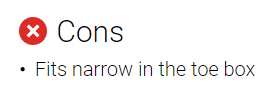 Cons
• Fits narrow in the toe box